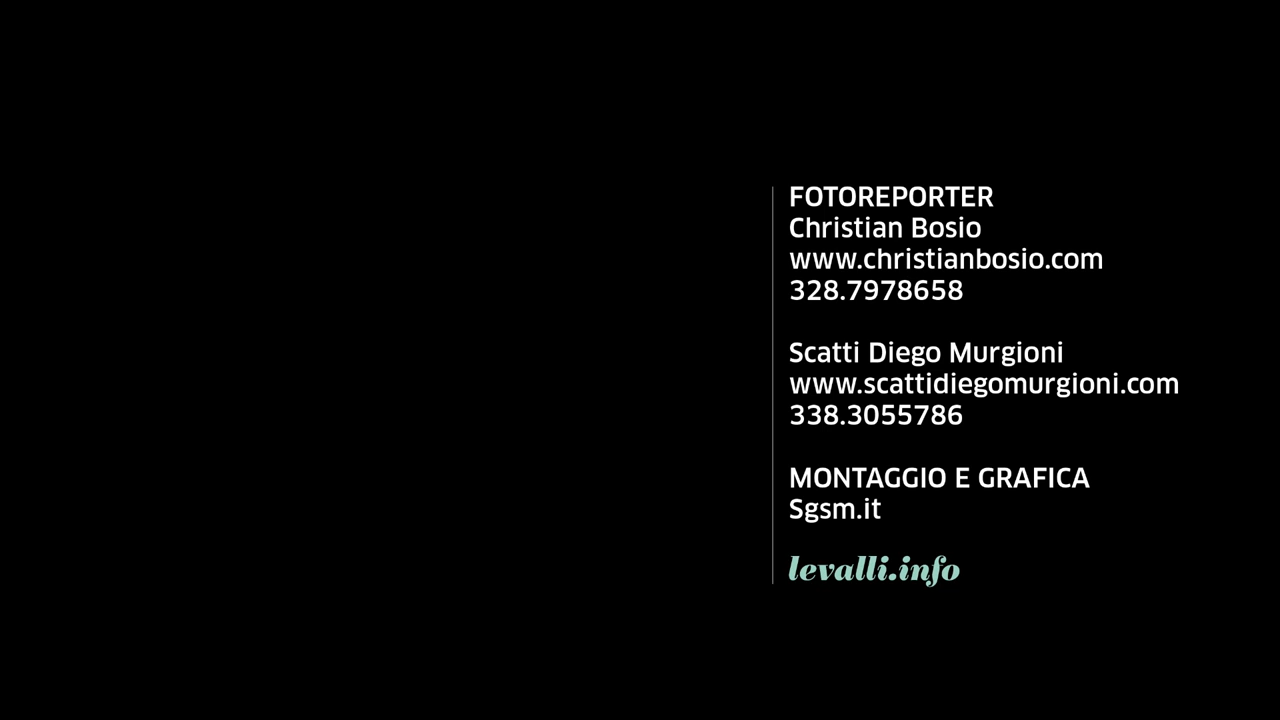 FOTOREPORTER
Christian Bosio
www.christianbosio.com
328.7978658
Scatti Diego Murgioni
www.scattidiegomurgioni.com
338.3055786
MONTAGGIO E GRAFICA
Sgsm.it
levalli.info